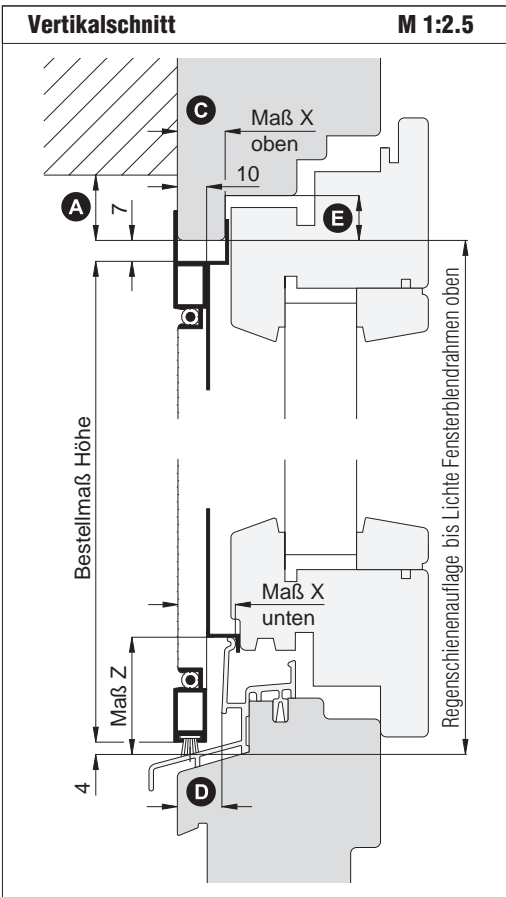 Vertikalschnitt M 1:2.5
C
Maß X
oben
10
A
7
E
Bestellmaß Höhe
Regenschienenauflage bis Lichte Fensterblendrahmen oben
Maß X
unten
Maß Z
4
D